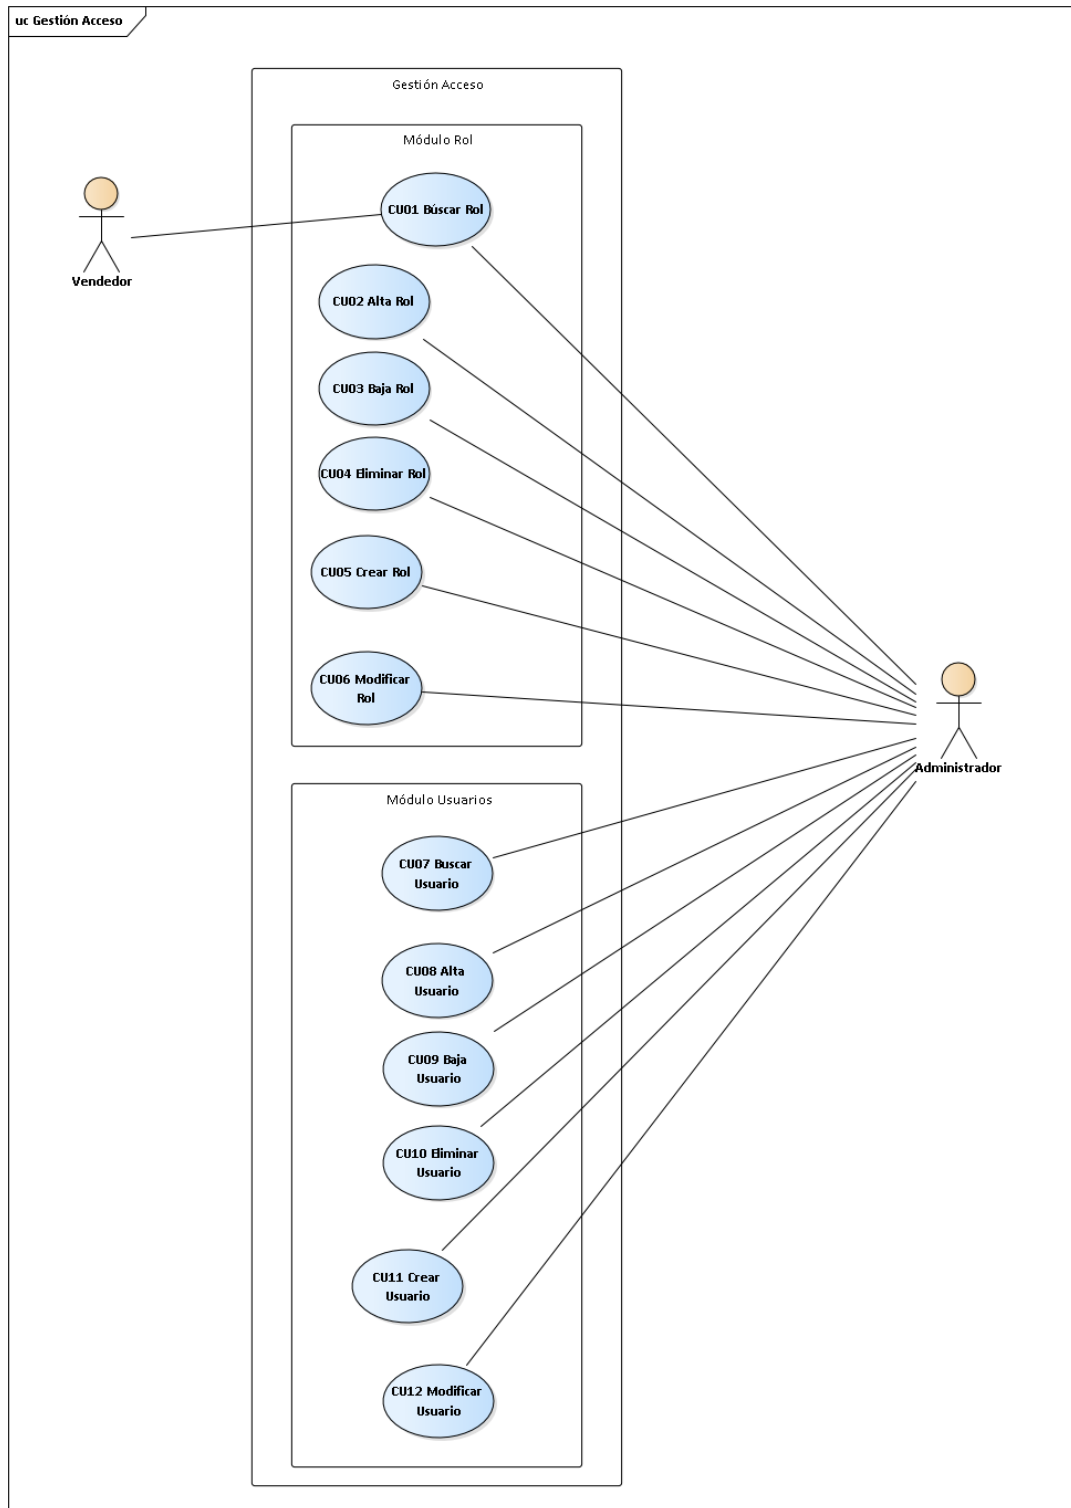 uc Gestión Acceso
Gestión Acceso
Módulo Rol
CU01 Búscar Rol
Vendedor
CU02 Alta Rol
CU03 Baja Rol
CU04 Eliminar Rol
CU05 Crear Rol
CU06 Modificar
Rol
Administrador
Módulo Usuarios
CU07 Buscar
Usuario
CU08 Alta
Usuario
CU09 Baja
Usuario
CU10 Eliminar
Usuario
CU11 Crear
Usuario
CU12 Modificar
Usuario